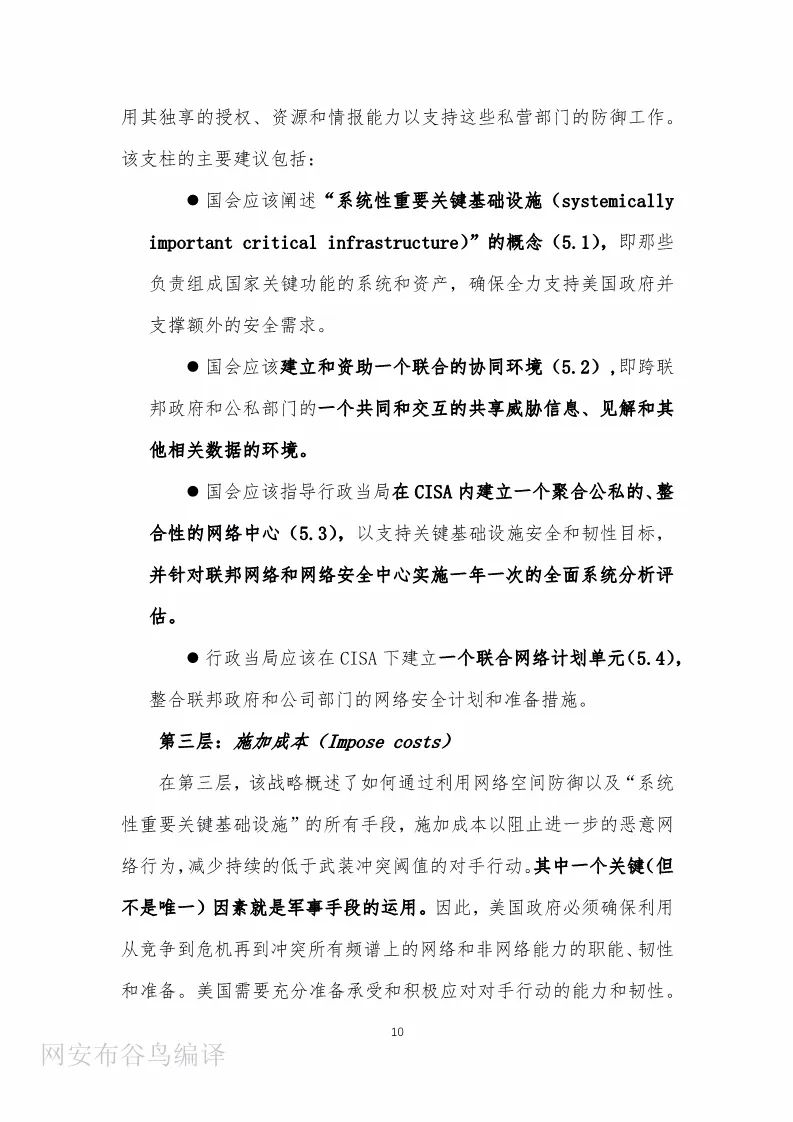 用其独享的授权、资源和情报能力以支持这些私营部门的防御工作。
该支柱的主要建议包括：
●国会应该阐述“系统性重要关键基础设施（systemically
important critical infrastructure）”的概念（5.1），即那些
负责组成国家关键功能的系统和资产，确保全力支持美国政府并
支撑额外的安全需求。
●国会应该建立和资助一个联合的协同环境（5.2）,即跨联
邦政府和公私部门的一个共同和交互的共享威胁信息、见解和其
他相关数据的环境。
●国会应该指导行政当局在 CISA 内建立一个聚合公私的、整
合性的网络中心（5.3），以支持关键基础设施安全和韧性目标，
并针对联邦网络和网络安全中心实施一年一次的全面系统分析评
估。
●行政当局应该在 CISA 下建立一个联合网络计划单元(5.4)，
整合联邦政府和公司部门的网络安全计划和准备措施。
第三层：施加成本（Impose costs）
在第三层，该战略概述了如何通过利用网络空间防御以及“系统
性重要关键基础设施”的所有手段，施加成本以阻止进一步的恶意网
络行为,减少持续的低于武装冲突阈值的对手行动。其中一个关键（但
不是唯一）因素就是军事手段的运用。因此，美国政府必须确保利用
从竞争到危机再到冲突所有频谱上的网络和非网络能力的职能、韧性
和准备。美国需要充分准备承受和积极应对对手行动的能力和韧性。
10
网安布谷鸟编译